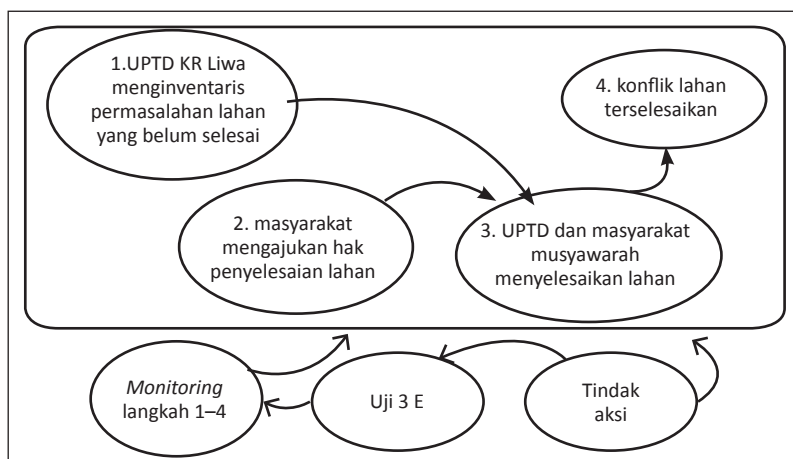 1.UPTD KR Liwa
menginventaris
permasalahan lahan
yang belum selesai
4. konflik lahan
terselesaikan
2. masyarakat
mengajukan hak
penyelesaian lahan
3. UPTD dan masyarakat
musyawarah
menyelesaikan lahan
Monitoring
langkah 1–4
Uji 3 E
Tindak
aksi